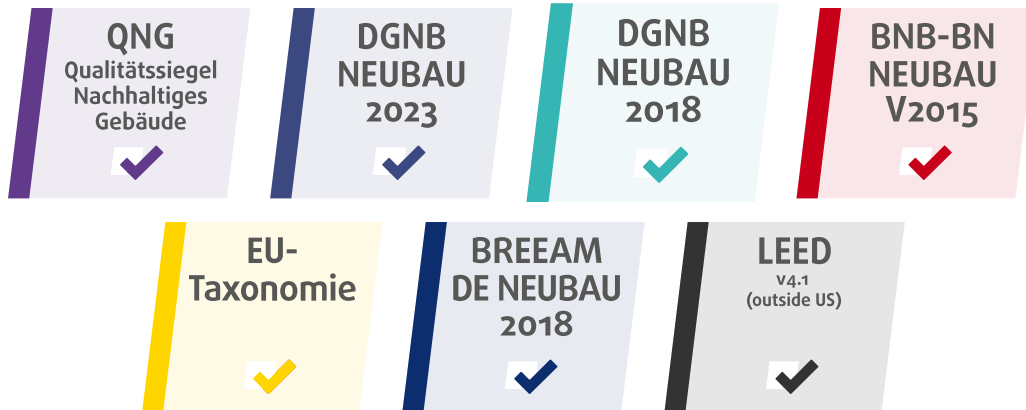 QNG
Qualitätssiegel
Nachhaltiges
Gebäude
DGNB
NEUBAU
2023
DGNB
NEUBAU
2018
BNB-BN
NEUBAU
V2015
EU-
Taxonomie
BREEAM
DE NEUBAU
2018
LEED
v4.1
(outside US)